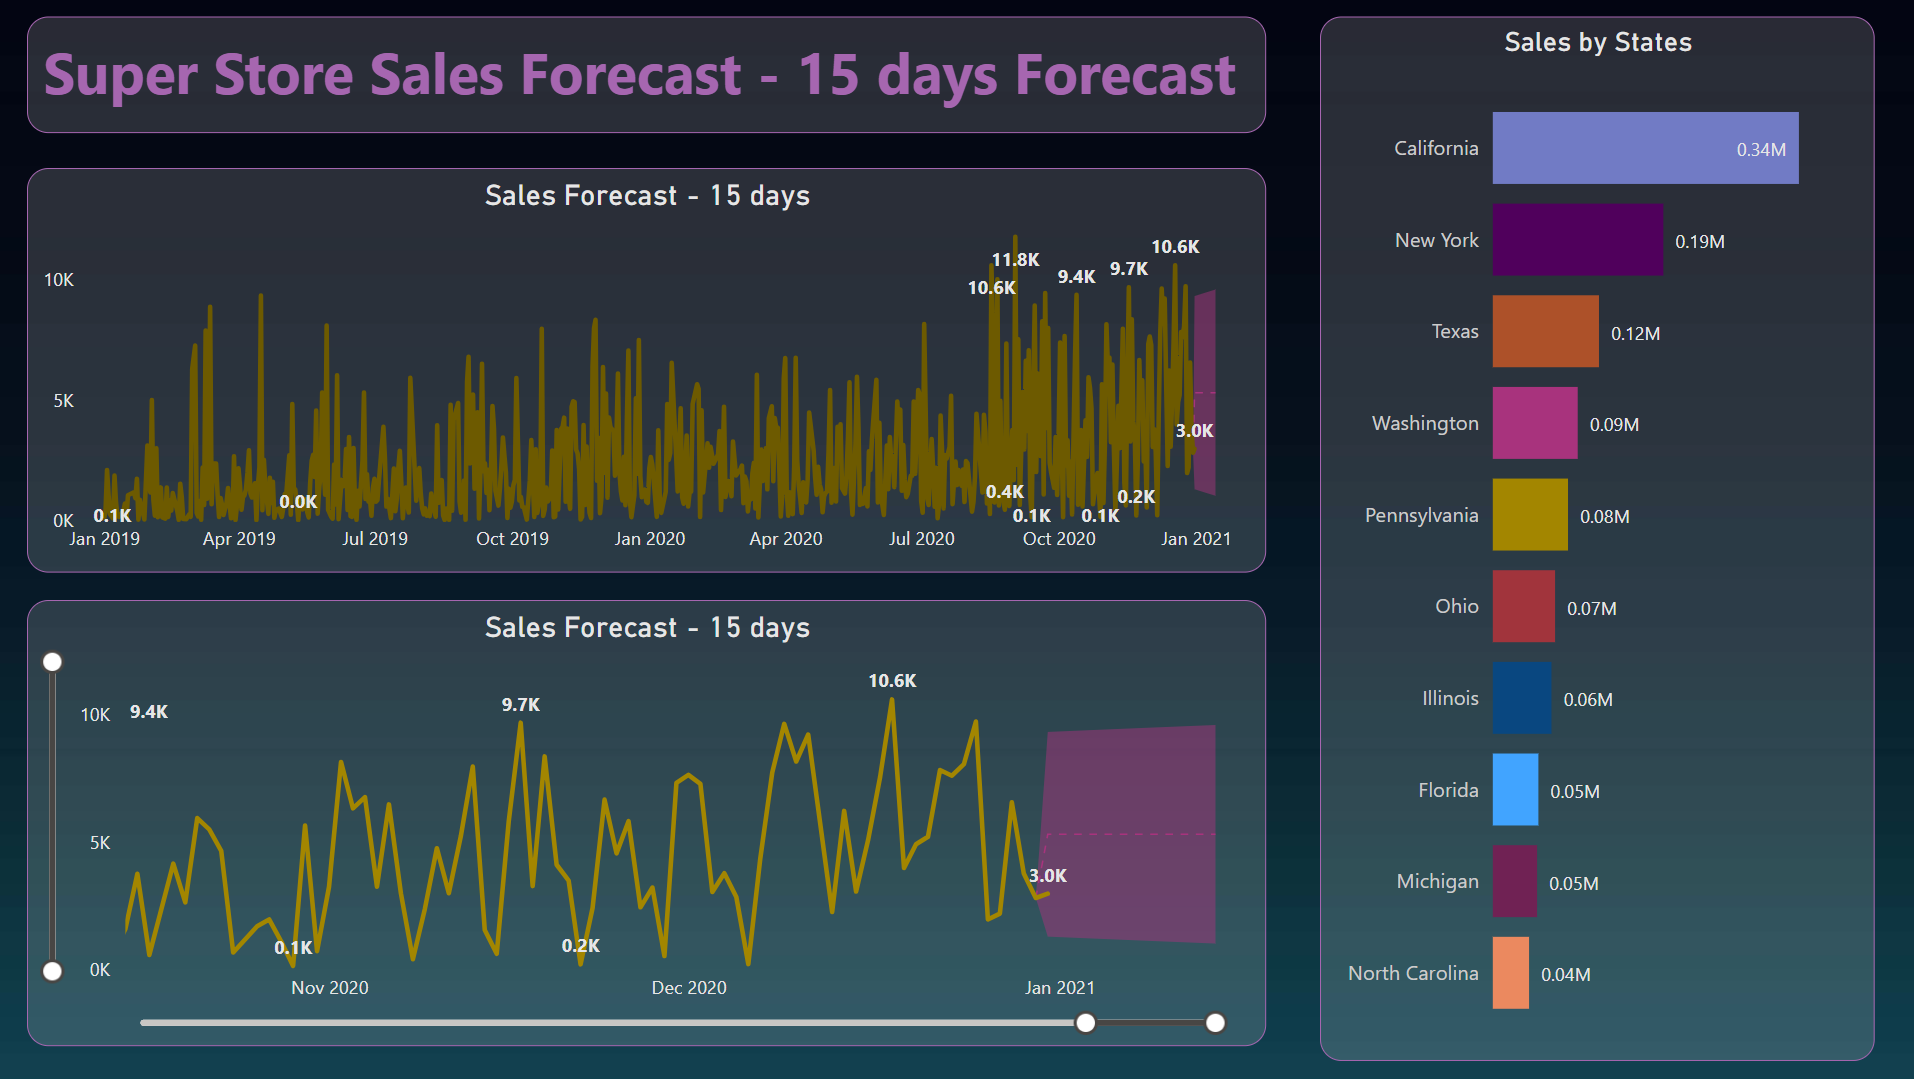 Super Store Sales Forecast - 15 days Forecast
Sales Forecast - 15 days
10K
5K
0K
0.1K
0.0K
10.6K
11.8K
9.4K
9.7K
10.6K
3.0K
0.4K
0.1K
0.1K
0.2K
Jan 2019
Apr 2019
Jul 2019
Oct 2019
Jan 2020
Apr 2020
Jul 2020
Oct 2020
Jan 2021
Sales Forecast - 15 days
10K
5K
0K
9.4K
0.1K
9.7K
0.2K
10.6K
3.0K
Nov 2020
Dec 2020
Jan 2021
Sales by States
California 0.34M
New York 0.19M
Texas 0.12M
Washington 0.09M
Pennsylvania 0.08M
Ohio 0.07M
Illinois 0.06M
Florida 0.05M
Michigan 0.05M
North Carolina 0.04M